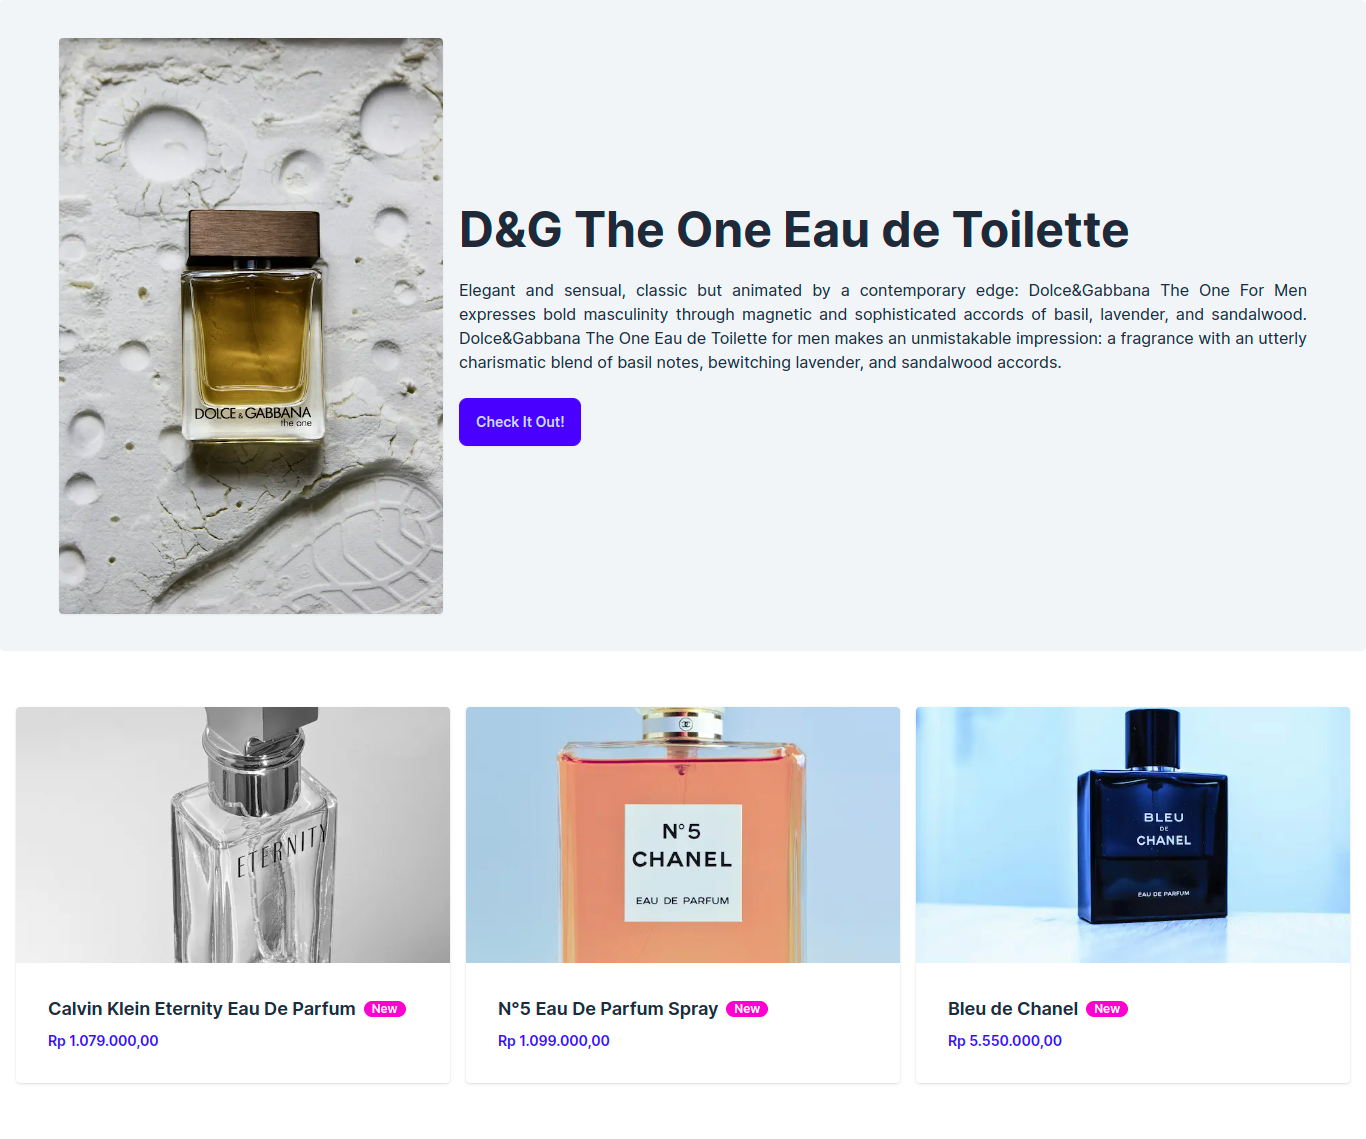 DOLCE & GABBANA
the one
D&G The One Eau de Toilette
Elegant and sensual, classic but animated by a contemporary edge: Dolce&Gabbana The One For Men
expresses bold masculinity through magnetic and sophisticated accords of basil, lavender, and sandalwood.
Dolce&Gabbana The One Eau de Toilette for men makes an unmistakable impression: a fragrance with an utterly
charismatic blend of basil notes, bewitching lavender, and sandalwood accords.
Check It Out!
ETERNITY
Calvin Klein Eternity Eau De Parfum New
Rp 1.079.000,00
N°5
CHANEL
EAU DE PARFUM
N°5 Eau De Parfum Spray New
Rp 1.099.000,00
BLEU
DE
CHANEL
EAU DE PARFUM
Bleu de Chanel New
Rp 5.550.000,00